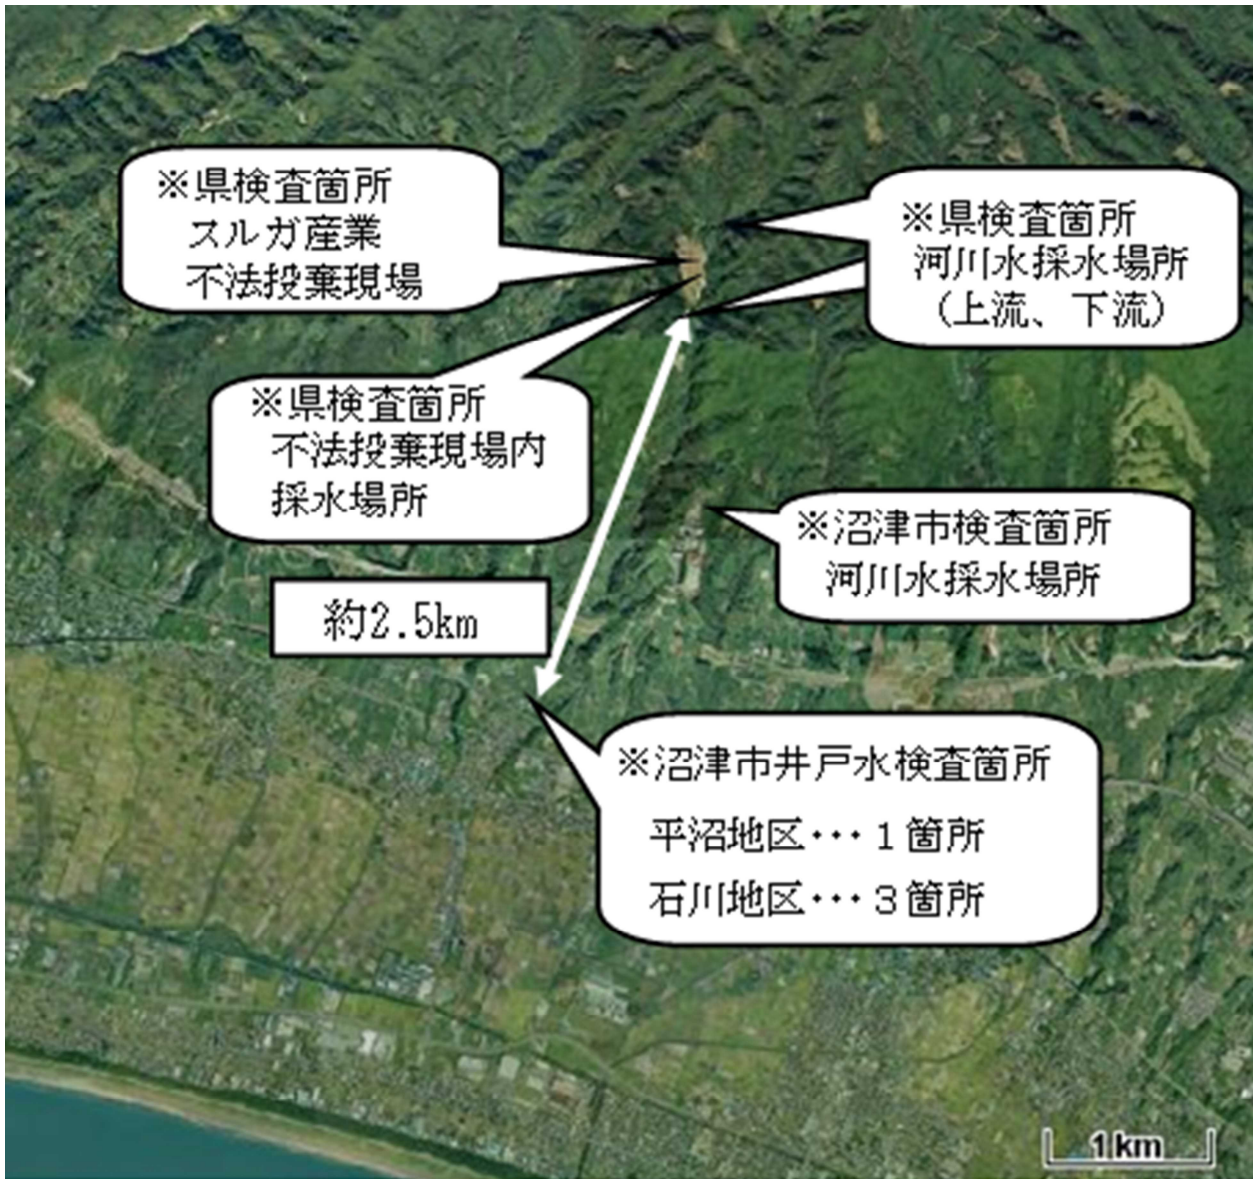 ※県検査箇所
スルガ産業
不法投棄現場
※県検査箇所
河川水採水場所
（上流、下流）
※県検査箇所
不法投棄現場内
採水場所
※沼津市検査箇所
河川水採水場所
約2.5km
※沼津市井戸水検査箇所
平沼地区･･･１箇所
石川地区･･･３箇所
1 km